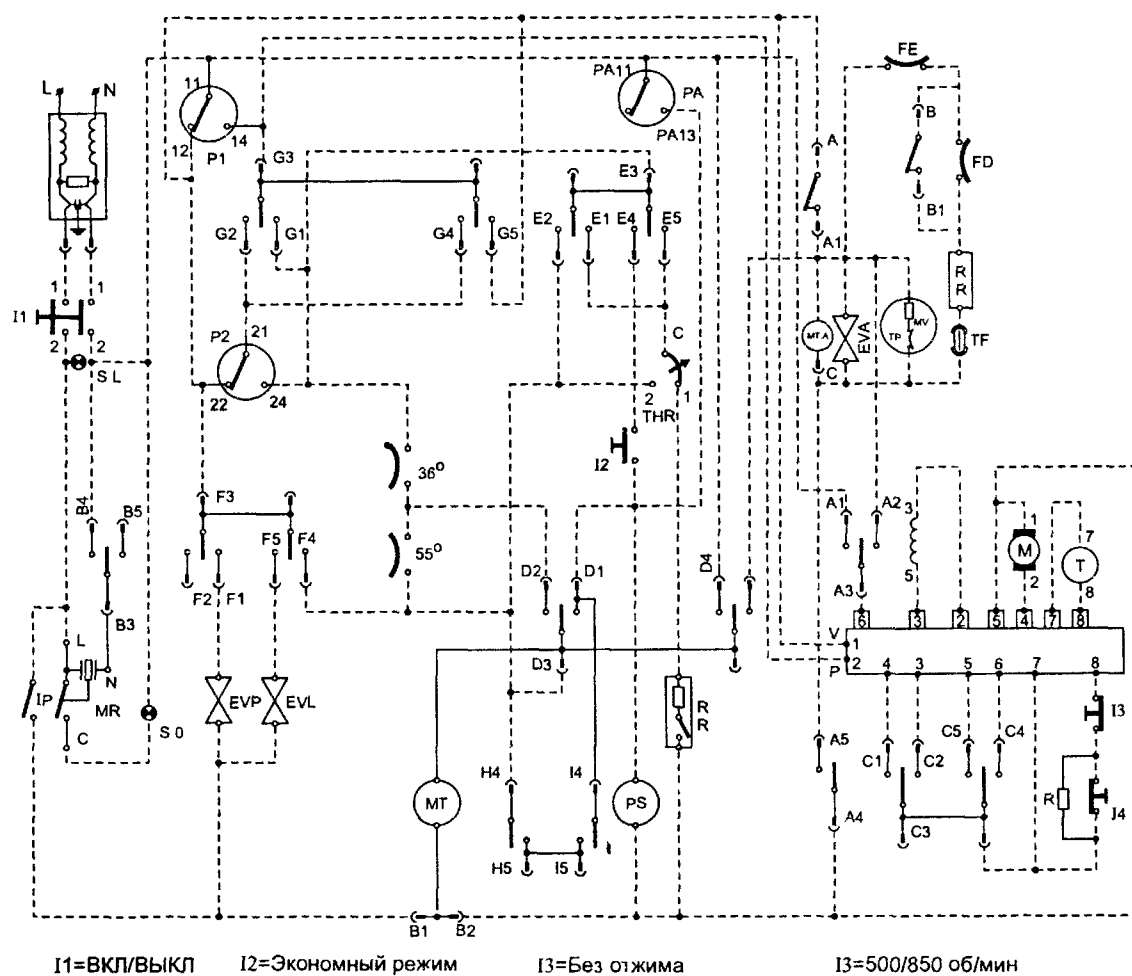 L N
11
12 14
P1
PA11 PA
PA13
FE
B
FD
B1
A
A1
G3
G2 G1
G4 G5
E3
E2 E1 E4 E5
1 1
I1
2 2
S L
P2 21
22 24
C
2 1
THR
I2
R
R
MT.A
EVA
MV
TP
TF
C
36°
55°
F3
F5 F4
F2 F1
B4 B5
B3
L
N
IP MR
C
S 0
EVP EVL
D2 D1
D3
D4
A1 A2
A3
3
5
1
M
2
7
T
8
6 3 2 5 4 7 8
V 1
P 2
4 3 5 6 7 8
R
R
I3
C1 C2 C5 C4
C3
R
J4
A5
A4
MT
H4 I4
H5 I5
PS
B1 B2
I1=ВКЛ/ВЫКЛ I2=Экономный режим I3=Без отжима I3=500/850 об/мин